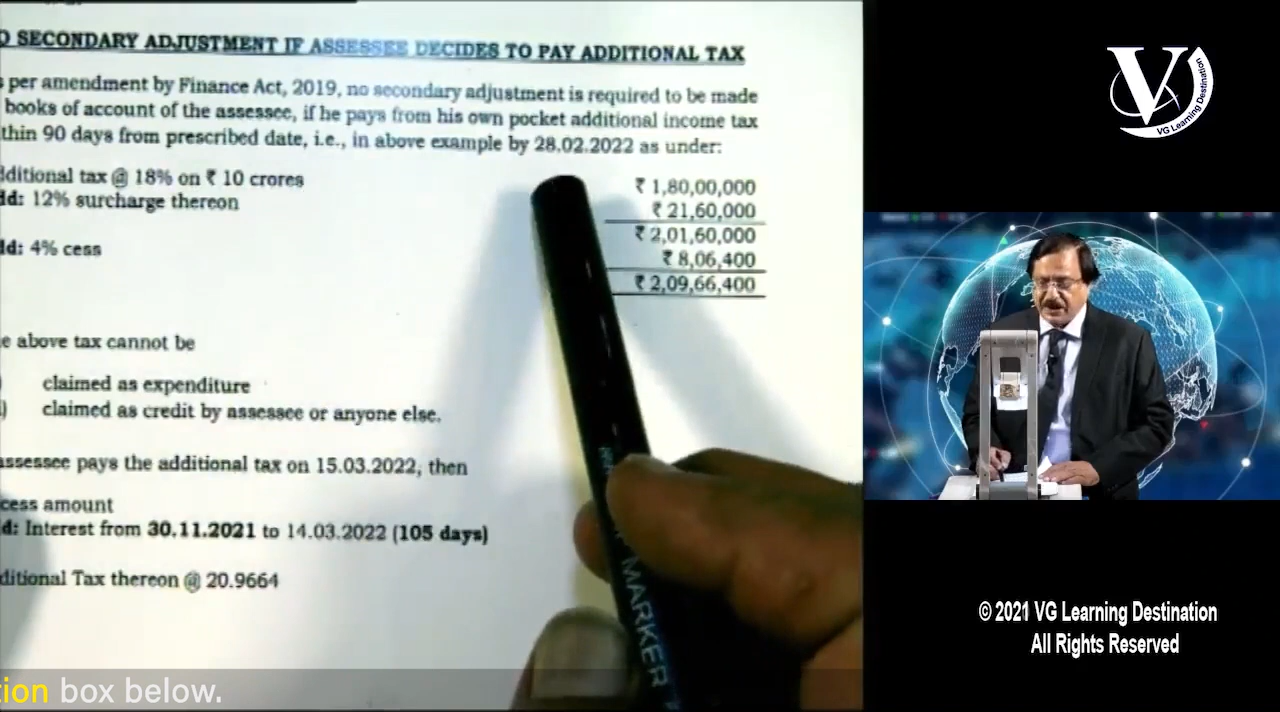 O SECONDARY ADJUSTMENT IF ASSESSEE DECIDES TO PAY ADDITIONAL TAX
s per amendment by Finance Act, 2019, no secondary adjustment is required to be made
books of account of the assessee, if he pays from his own pocket additional income tax
thin 90 days from prescribed date, i.e., in above example by 28.02.2022 as under:
dditional tax @ 18% on ₹ 10 crores ₹ 1,80,00,000
dd: 12% surcharge thereon ₹ 21,60,000
₹ 2,01,60,000
dd: 4% cess ₹ 8,06,400
₹ 2,09,66,400
e above tax cannot be
) claimed as expenditure
) claimed as credit by assessee or anyone else.
assessee pays the additional tax on 15.03.2022, then
cess amount
d: Interest from 30.11.2021 to 14.03.2022 (105 days)
ditional Tax thereon @ 20.9664
MARKER
tion box below.
V
VG Learning Destination
© 2021 VG Learning Destination
All Rights Reserved